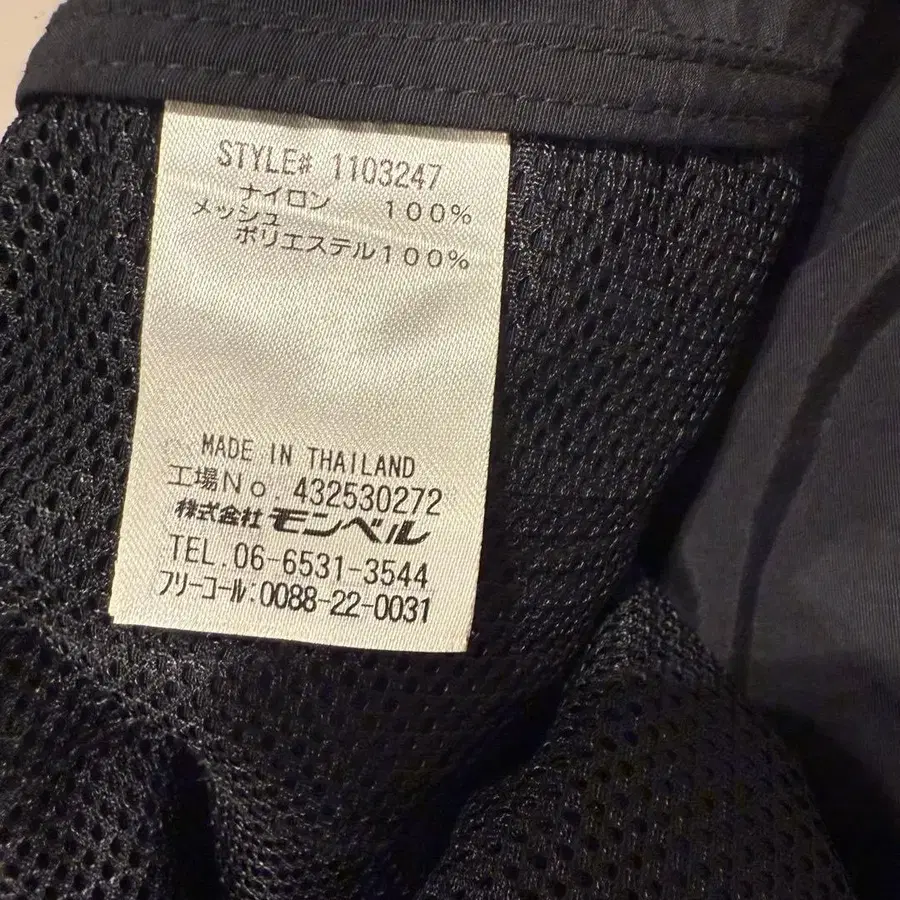 STYLE# 1103247
ナイロン 100%
メッシュ
ポリエステル100%
MADE IN THAILAND
工場No. 432530272
株式会社 モンベル
TEL.06-6531-3544
フリーコール:0088-22-0031